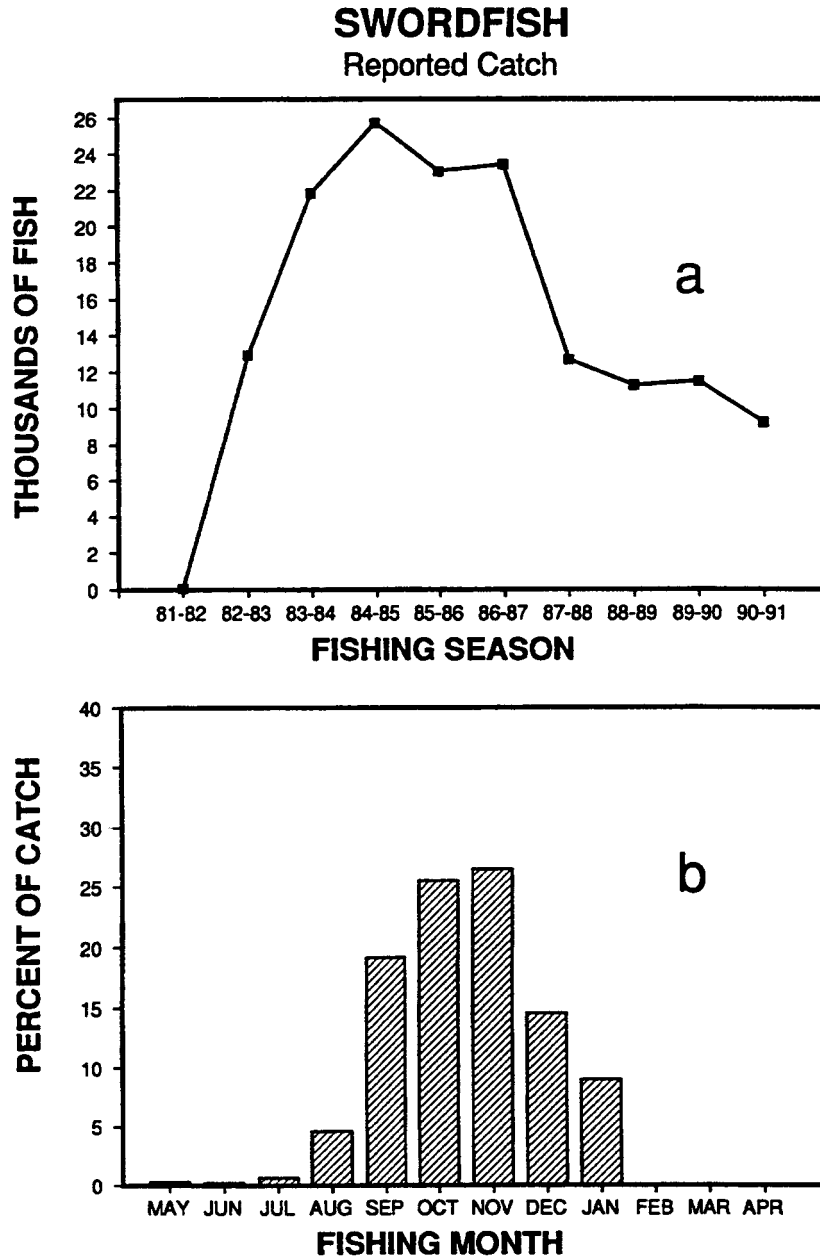 SWORDFISH
Reported Catch
THOUSANDS OF FISH
26
24
22
20
18
16
14
12
10
8
6
4
2
0
a
81-82 82-83 83-84 84-85 85-86 86-87 87-88 88-89 89-90 90-91
FISHING SEASON
PERCENT OF CATCH
40
35
30
25
20
15
10
5
0
b
MAY JUN JUL AUG SEP OCT NOV DEC JAN FEB MAR APR
FISHING MONTH